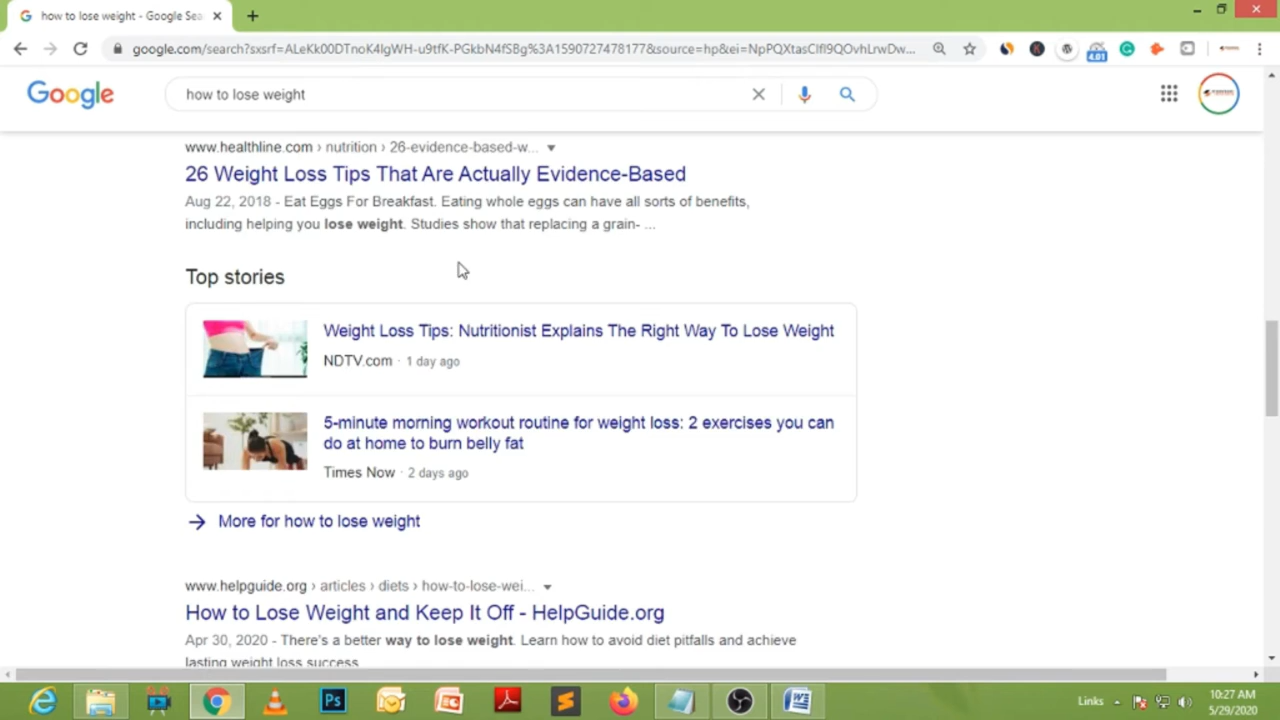 how to lose weight - Google Sea
google.com/search?sxsrf=ALeKk00DTnoK4lgWH-u9tfK-PGkbN4fSBg%3A1590727478177&source=hp&ei=NpPQXtasClfI9QOvhLrwDw...
4.01
Google
how to lose weight
www.healthline.com › nutrition › 26-evidence-based-w...
26 Weight Loss Tips That Are Actually Evidence-Based
Aug 22, 2018 - Eat Eggs For Breakfast. Eating whole eggs can have all sorts of benefits,
including helping you lose weight. Studies show that replacing a grain- ...
Top stories
Weight Loss Tips: Nutritionist Explains The Right Way To Lose Weight
NDTV.com · 1 day ago
5-minute morning workout routine for weight loss: 2 exercises you can
do at home to burn belly fat
Times Now · 2 days ago
More for how to lose weight
www.helpguide.org › articles › diets › how-to-lose-wei...
How to Lose Weight and Keep It Off - HelpGuide.org
Apr 30, 2020 - There's a better way to lose weight. Learn how to avoid diet pitfalls and achieve
lasting weight loss success
Ps
Links
10:27 AM
5/29/2020